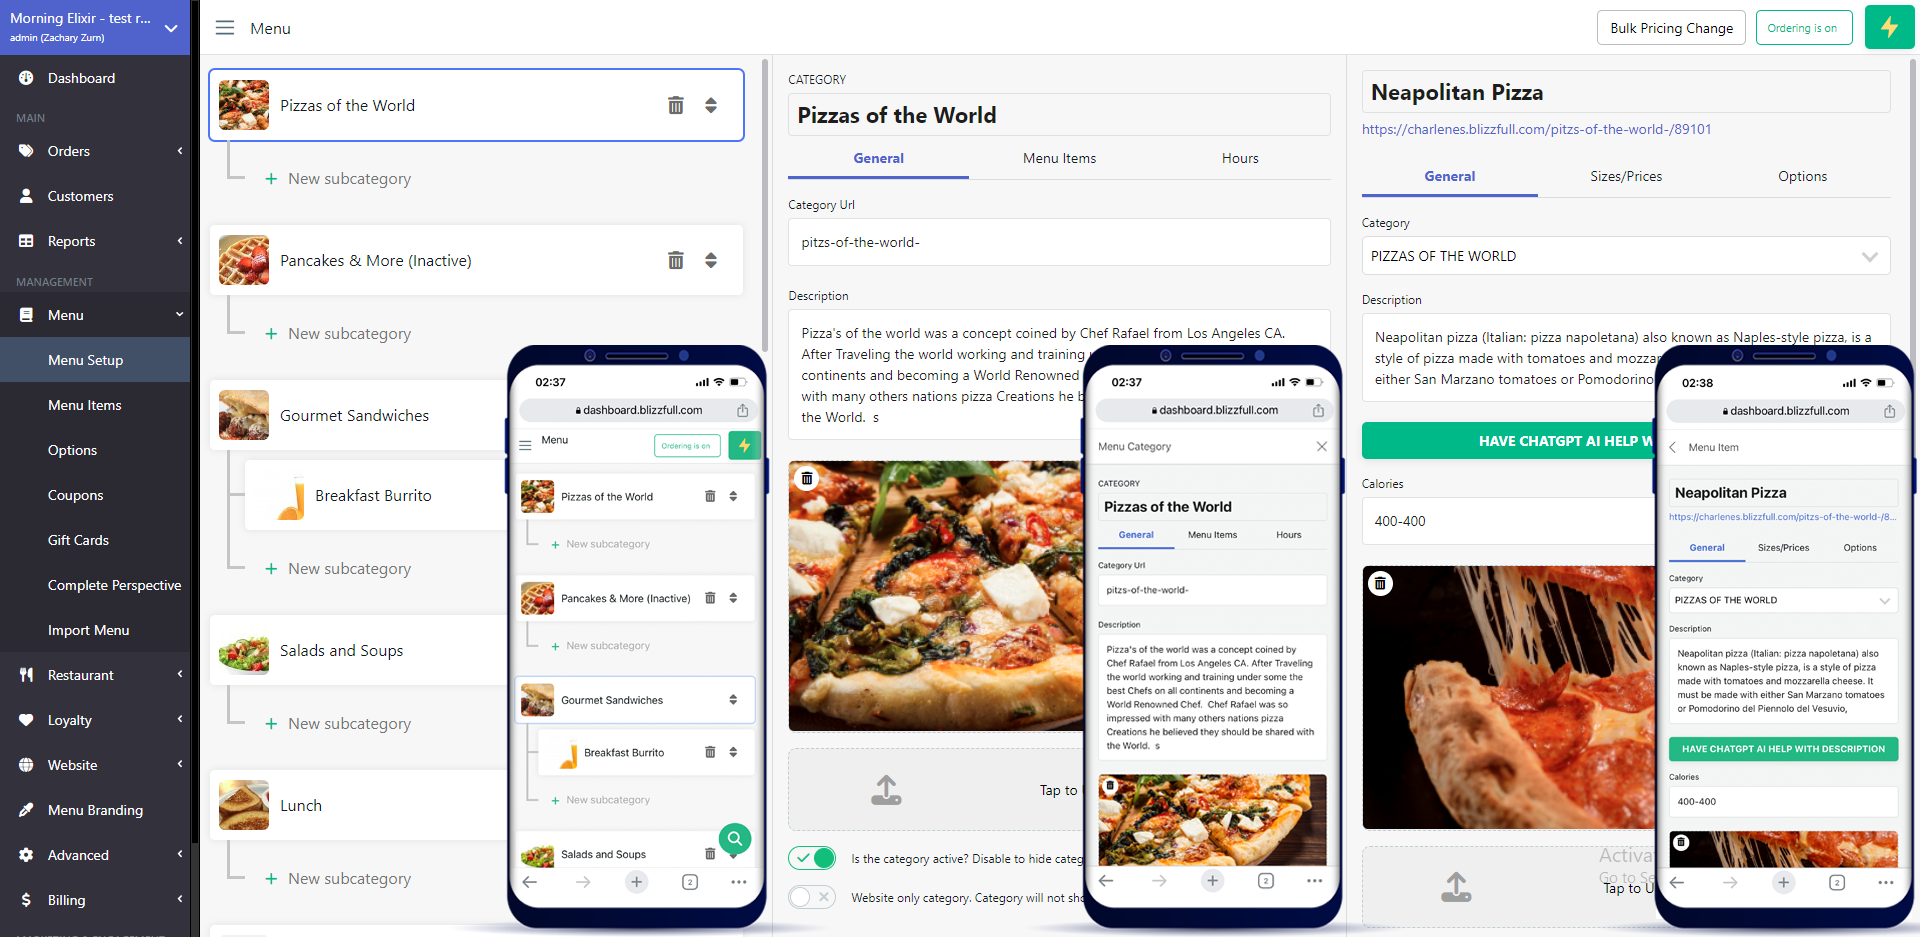 Morning Elixir - test r...
admin (Zachary Zurn)
Dashboard
MAIN
Orders
Customers
Reports
MANAGEMENT
Menu
Menu Setup
Menu Items
Options
Coupons
Gift Cards
Complete Perspective
Import Menu
Restaurant
Loyalty
Website
Menu Branding
Advanced
Billing
Menu
Bulk Pricing Change
Ordering is on
Pizzas of the World
New subcategory
Pancakes & More (Inactive)
New subcategory
Gourmet Sandwiches
Breakfast Burrito
New subcategory
Salads and Soups
New subcategory
Lunch
New subcategory
CATEGORY
Pizzas of the World
General Menu Items Hours
Category Url
pitzs-of-the-world-
Description
Pizza's of the world was a concept coined by Chef Rafael from Los Angeles CA.
After Traveling the world working and training
continents and becoming a World Renowned
with many others nations pizza Creations he b
the World. s
Tap to
Is the category active? Disable to hide categ
Website only category. Category will not sho
Neapolitan Pizza
https://charlenes.blizzfull.com/pitzs-of-the-world-/89101
General Sizes/Prices Options
Category
PIZZAS OF THE WORLD
Description
Neapolitan pizza (Italian: pizza napoletana) also known as Naples-style pizza, is a
style of pizza made with tomatoes and mozzar
either San Marzano tomatoes or Pomodorino
HAVE CHATGPT AI HELP W
Calories
400-400
Activa
Go to Se
Tap to U
02:37
dashboard.blizzfull.com
Menu
Ordering is on
Pizzas of the World
New subcategory
Pancakes & More (Inactive)
New subcategory
Gourmet Sandwiches
Breakfast Burrito
New subcategory
Salads and Soups
2
02:37
dashboard.blizzfull.com
Menu Category
CATEGORY
Pizzas of the World
General Menu Items Hours
Category Url
pitzs-of-the-world-
Description
Pizza's of the world was a concept coined by
Chef Rafael from Los Angeles CA. After Traveling
the world working and training under some the
best Chefs on all continents and becoming a
World Renowned Chef. Chef Rafael was so
impressed with many others nations pizza
Creations he believed they should be shared with
the World. s
2
02:38
dashboard.blizzfull.com
Menu Item
Neapolitan Pizza
https://charlenes.blizzfull.com/pitzs-of-the-world-/8...
General Sizes/Prices Options
Category
PIZZAS OF THE WORLD
Description
Neapolitan pizza (Italian: pizza napoletana) also
known as Naples-style pizza, is a style of pizza
made with tomatoes and mozzarella cheese. It
must be made with either San Marzano tomatoes
or Pomodorino del Piennolo del Vesuvio,
HAVE CHATGPT AI HELP WITH DESCRIPTION
Calories
400-400
2